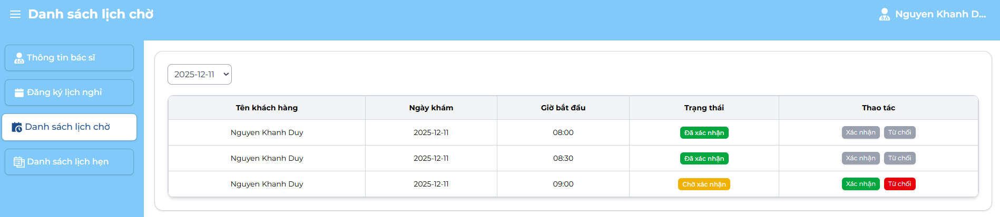 Danh sách lịch chờ
Nguyen Khanh D...
Thông tin bác sĩ
Đăng ký lịch nghỉ
Danh sách lịch chờ
Danh sách lịch hẹn
2025-12-11
Tên khách hàng Ngày khám Giờ bắt đầu Trạng thái Thao tác
Nguyen Khanh Duy 2025-12-11 08:00 Đã xác nhận Xác nhận Từ chối
Nguyen Khanh Duy 2025-12-11 08:30 Đã xác nhận Xác nhận Từ chối
Nguyen Khanh Duy 2025-12-11 09:00 Chờ xác nhận Xác nhận Từ chối